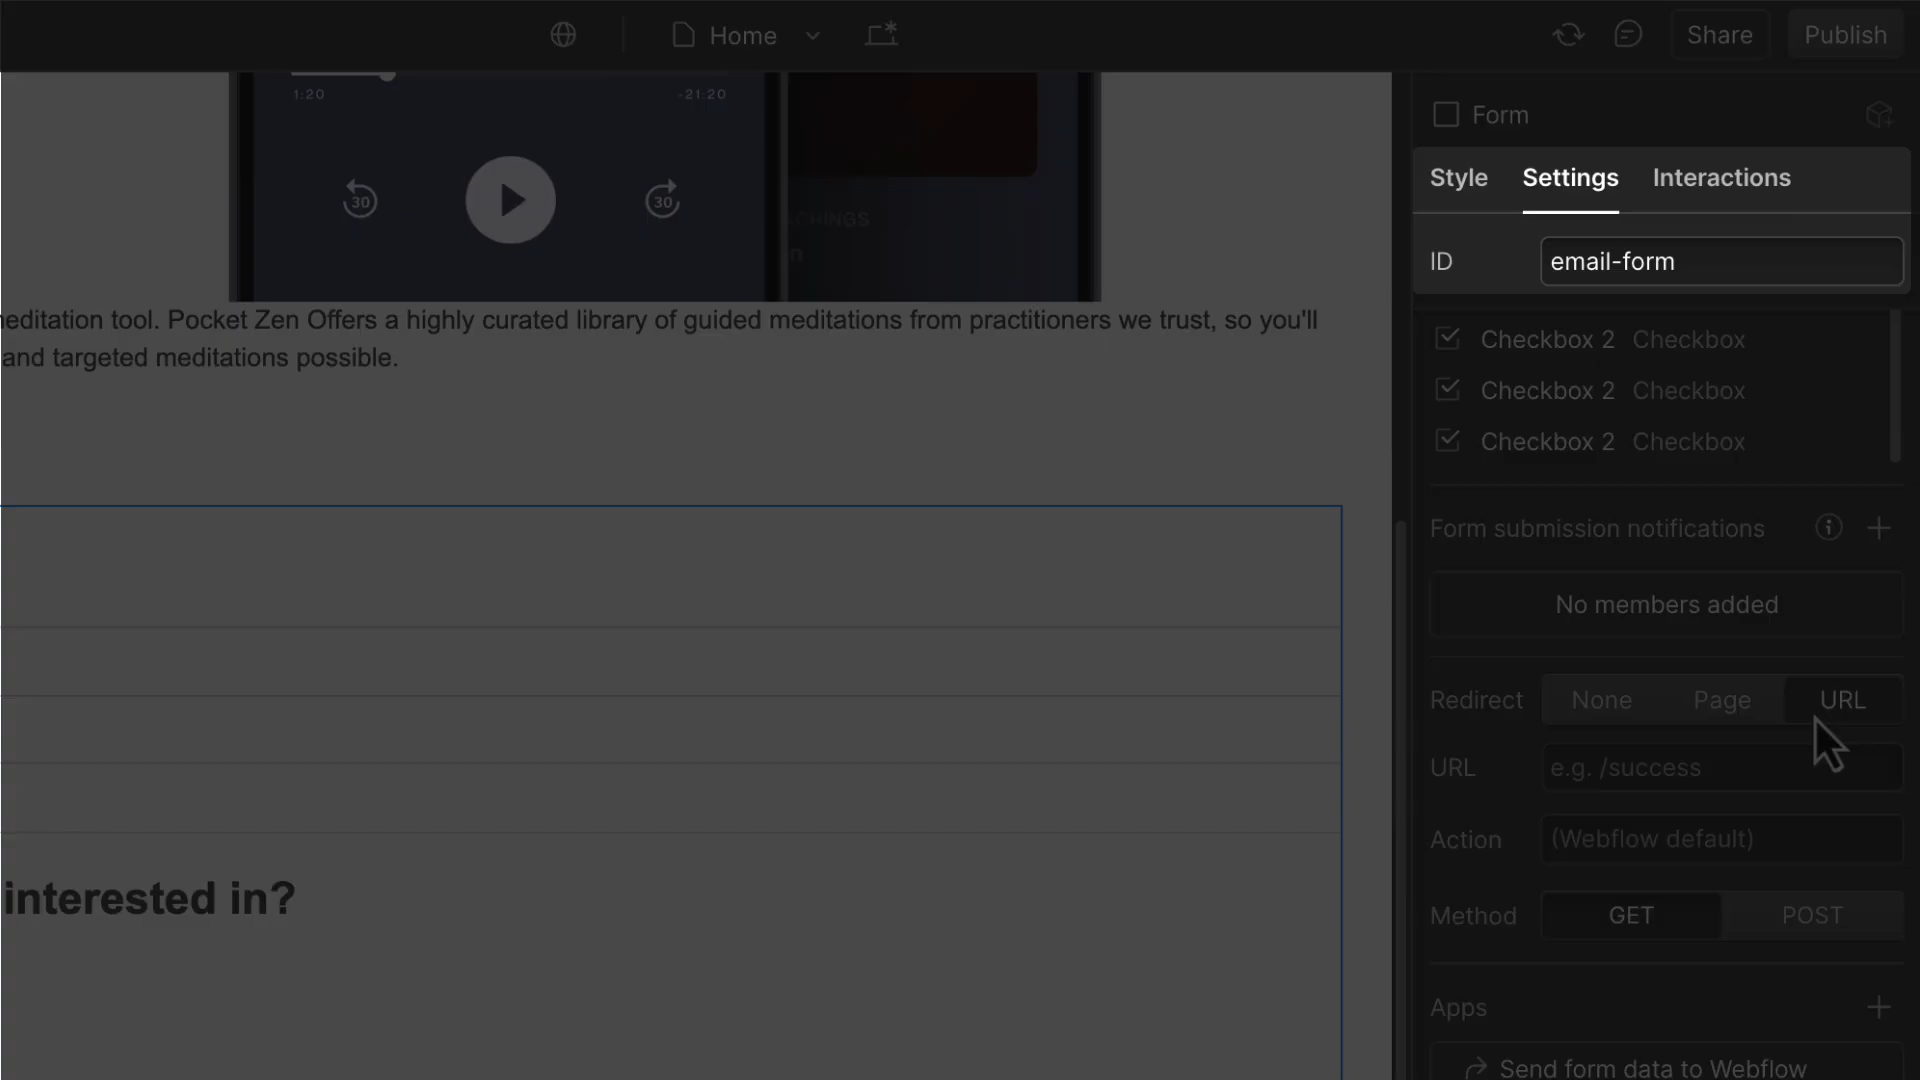 Home
Share
Publish
1:20
-21:20
30
30
CHINGS
n
editation tool. Pocket Zen Offers a highly curated library of guided meditations from practitioners we trust, so you'll
and targeted meditations possible.
interested in?
Form
Style
Settings
Interactions
ID
email-form
Checkbox 2 Checkbox
Checkbox 2 Checkbox
Checkbox 2 Checkbox
Form submission notifications
No members added
Redirect
None
Page
URL
URL
e.g. /success
Action
(Webflow default)
Method
GET
POST
Apps
Send form data to Webflow